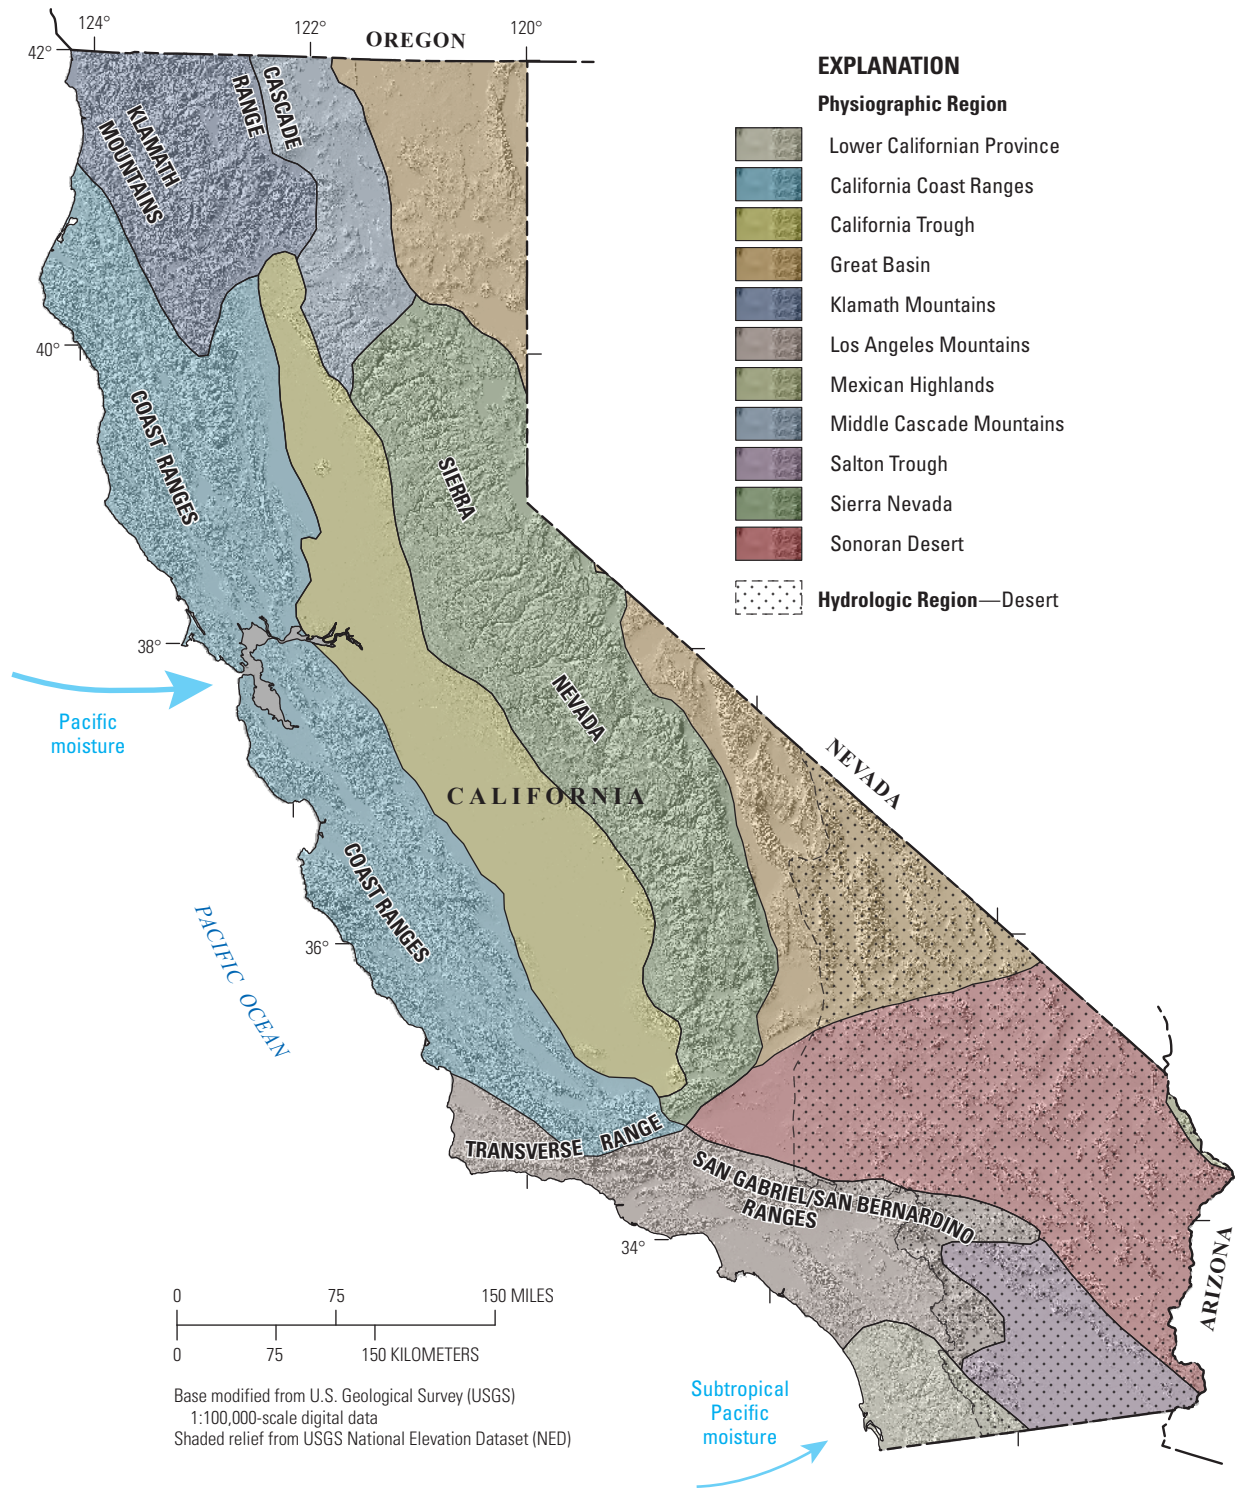 124°
122°
120°
42°
OREGON
CASCADE
RANGE
KLAMATH
MOUNTAINS
EXPLANATION
Physiographic Region
Lower Californian Province
California Coast Ranges
California Trough
Great Basin
Klamath Mountains
Los Angeles Mountains
Mexican Highlands
Middle Cascade Mountains
Salton Trough
Sierra Nevada
Sonoran Desert
Hydrologic Region—Desert
40°
COAST RANGES
SIERRA
NEVADA
38°
Pacific
moisture
NEVADA
CALIFORNIA
COAST RANGES
PACIFIC OCEAN
36°
TRANSVERSE RANGE
SAN GABRIEL/SAN BERNARDINO
RANGES
34°
ARIZONA
0 75 150 MILES
0 75 150 KILOMETERS
Base modified from U.S. Geological Survey (USGS)
1:100,000-scale digital data
Shaded relief from USGS National Elevation Dataset (NED)
Subtropical
Pacific
moisture